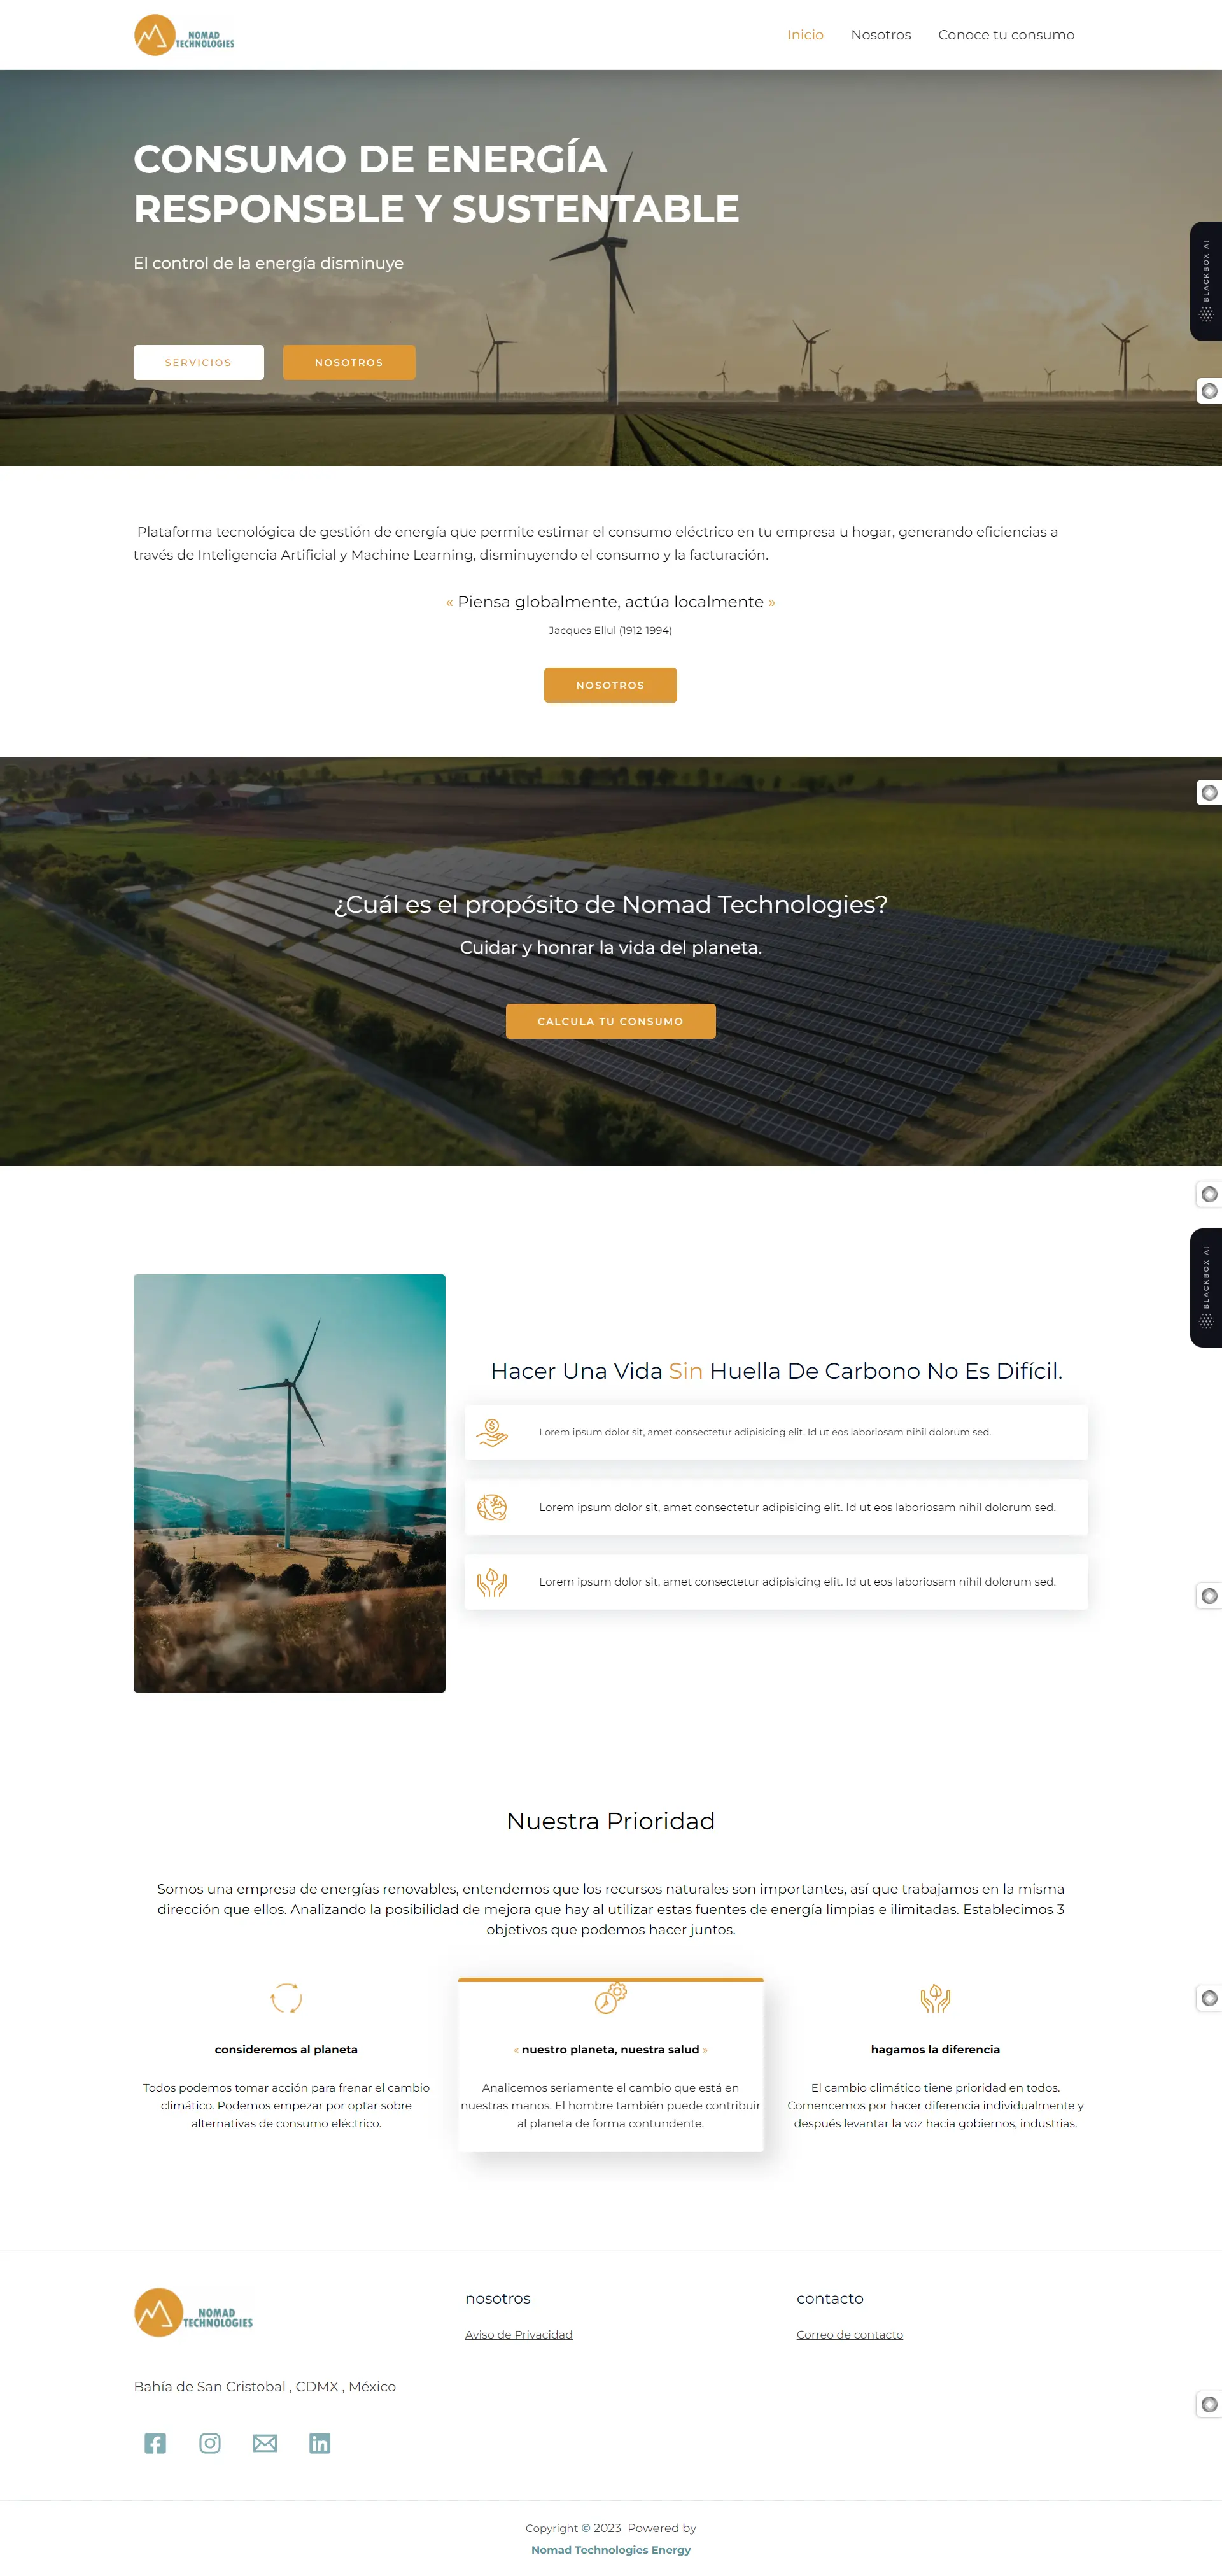 NOMAD
TECHNOLOGIES
Inicio
Nosotros
Conoce tu consumo
CONSUMO DE ENERGÍA
RESPONSBLE Y SUSTENTABLE
El control de la energía disminuye
SERVICIOS
NOSOTROS
BLACKBOX AI
Plataforma tecnológica de gestión de energía que permite estimar el consumo eléctrico en tu empresa u hogar, generando eficiencias a
través de Inteligencia Artificial y Machine Learning, disminuyendo el consumo y la facturación.
« Piensa globalmente, actúa localmente »
Jacques Ellul (1912-1994)
NOSOTROS
¿Cuál es el propósito de Nomad Technologies?
Cuidar y honrar la vida del planeta.
CALCULA TU CONSUMO
BLACKBOX AI
Hacer Una Vida Sin Huella De Carbono No Es Difícil.
Lorem ipsum dolor sit, amet consectetur adipisicing elit. Id ut eos laboriosam nihil dolorum sed.
Lorem ipsum dolor sit, amet consectetur adipisicing elit. Id ut eos laboriosam nihil dolorum sed.
Lorem ipsum dolor sit, amet consectetur adipisicing elit. Id ut eos laboriosam nihil dolorum sed.
Nuestra Prioridad
Somos una empresa de energías renovables, entendemos que los recursos naturales son importantes, así que trabajamos en la misma
dirección que ellos. Analizando la posibilidad de mejora que hay al utilizar estas fuentes de energía limpias e ilimitadas. Establecimos 3
objetivos que podemos hacer juntos.
consideremos al planeta
Todos podemos tomar acción para frenar el cambio
climático. Podemos empezar por optar sobre
alternativas de consumo eléctrico.
« nuestro planeta, nuestra salud »
Analicemos seriamente el cambio que está en
nuestras manos. El hombre también puede contribuir
al planeta de forma contundente.
hagamos la diferencia
El cambio climático tiene prioridad en todos.
Comencemos por hacer diferencia individualmente y
después levantar la voz hacia gobiernos, industrias.
NOMAD
TECHNOLOGIES
Bahía de San Cristobal , CDMX , México
nosotros
Aviso de Privacidad
contacto
Correo de contacto
Copyright © 2023 Powered by
Nomad Technologies Energy